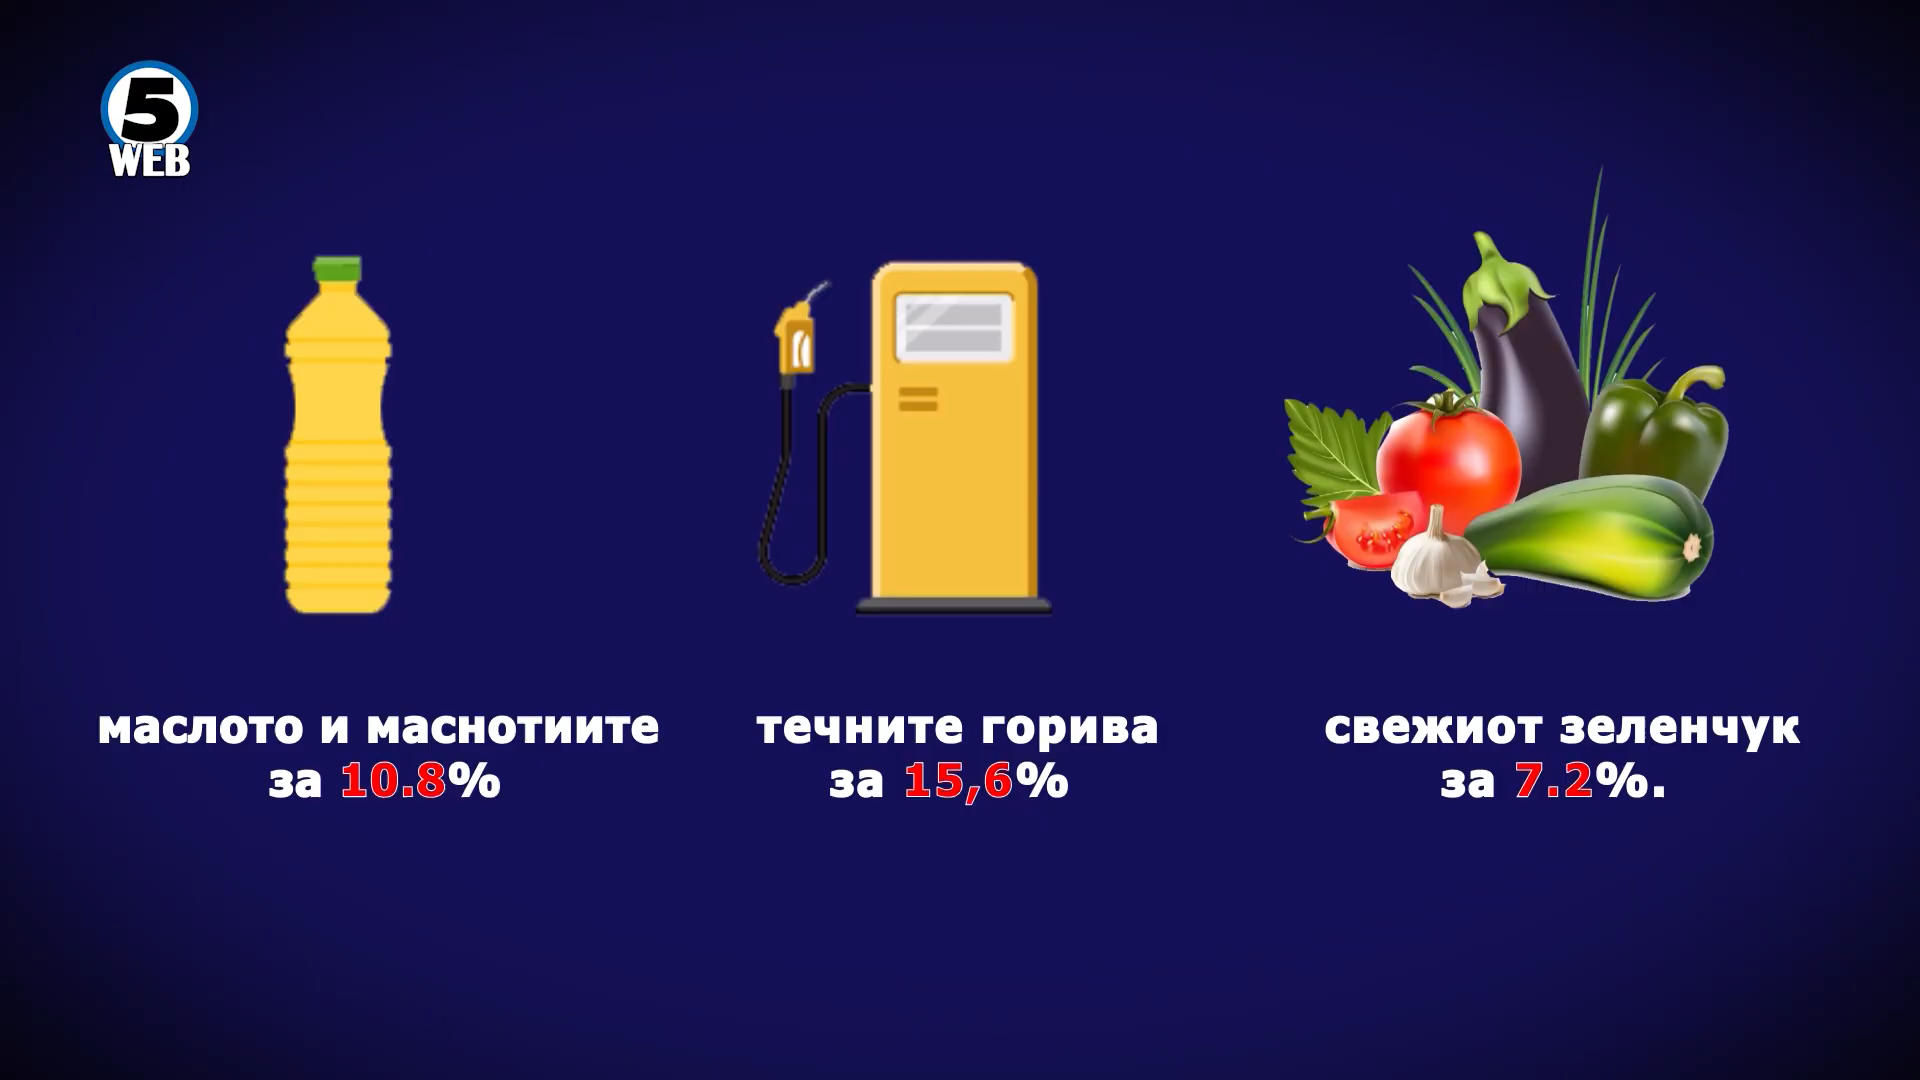 5
WEB
маслото и маснотиите
за 10.8%
течните горива
за 15,6%
свежиот зеленчук
за 7.2%.